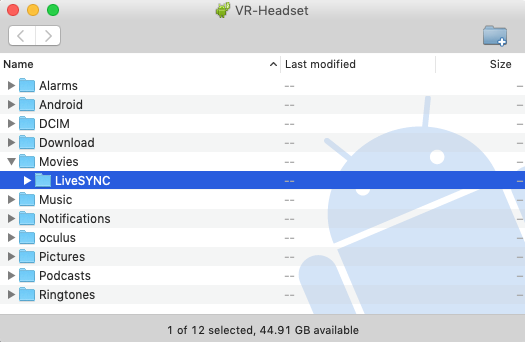 VR-Headset
Name Last modified Size
Alarms -- --
Android -- --
DCIM -- --
Download -- --
Movies -- --
LiveSYNC -- --
Music -- --
Notifications -- --
oculus -- --
Pictures -- --
Podcasts -- --
Ringtones -- --
1 of 12 selected, 44.91 GB available